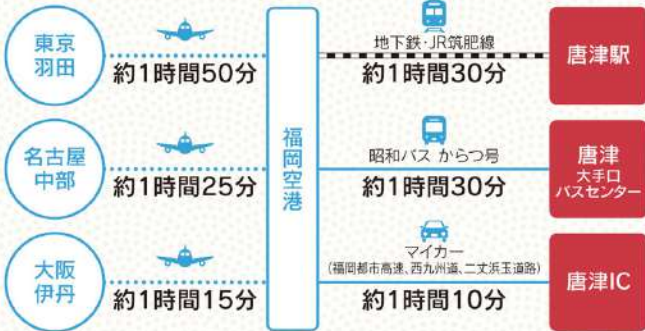 東京
羽田
約1時間50分
名古屋
中部
約1時間25分
大阪
伊丹
約1時間15分
福岡空港
地下鉄・JR筑肥線
約1時間30分
唐津駅
昭和バス からつ号
約1時間30分
唐津
大手口
バスセンター
マイカー
(福岡都市高速、西九州道、二丈浜玉道路)
約1時間10分
唐津IC